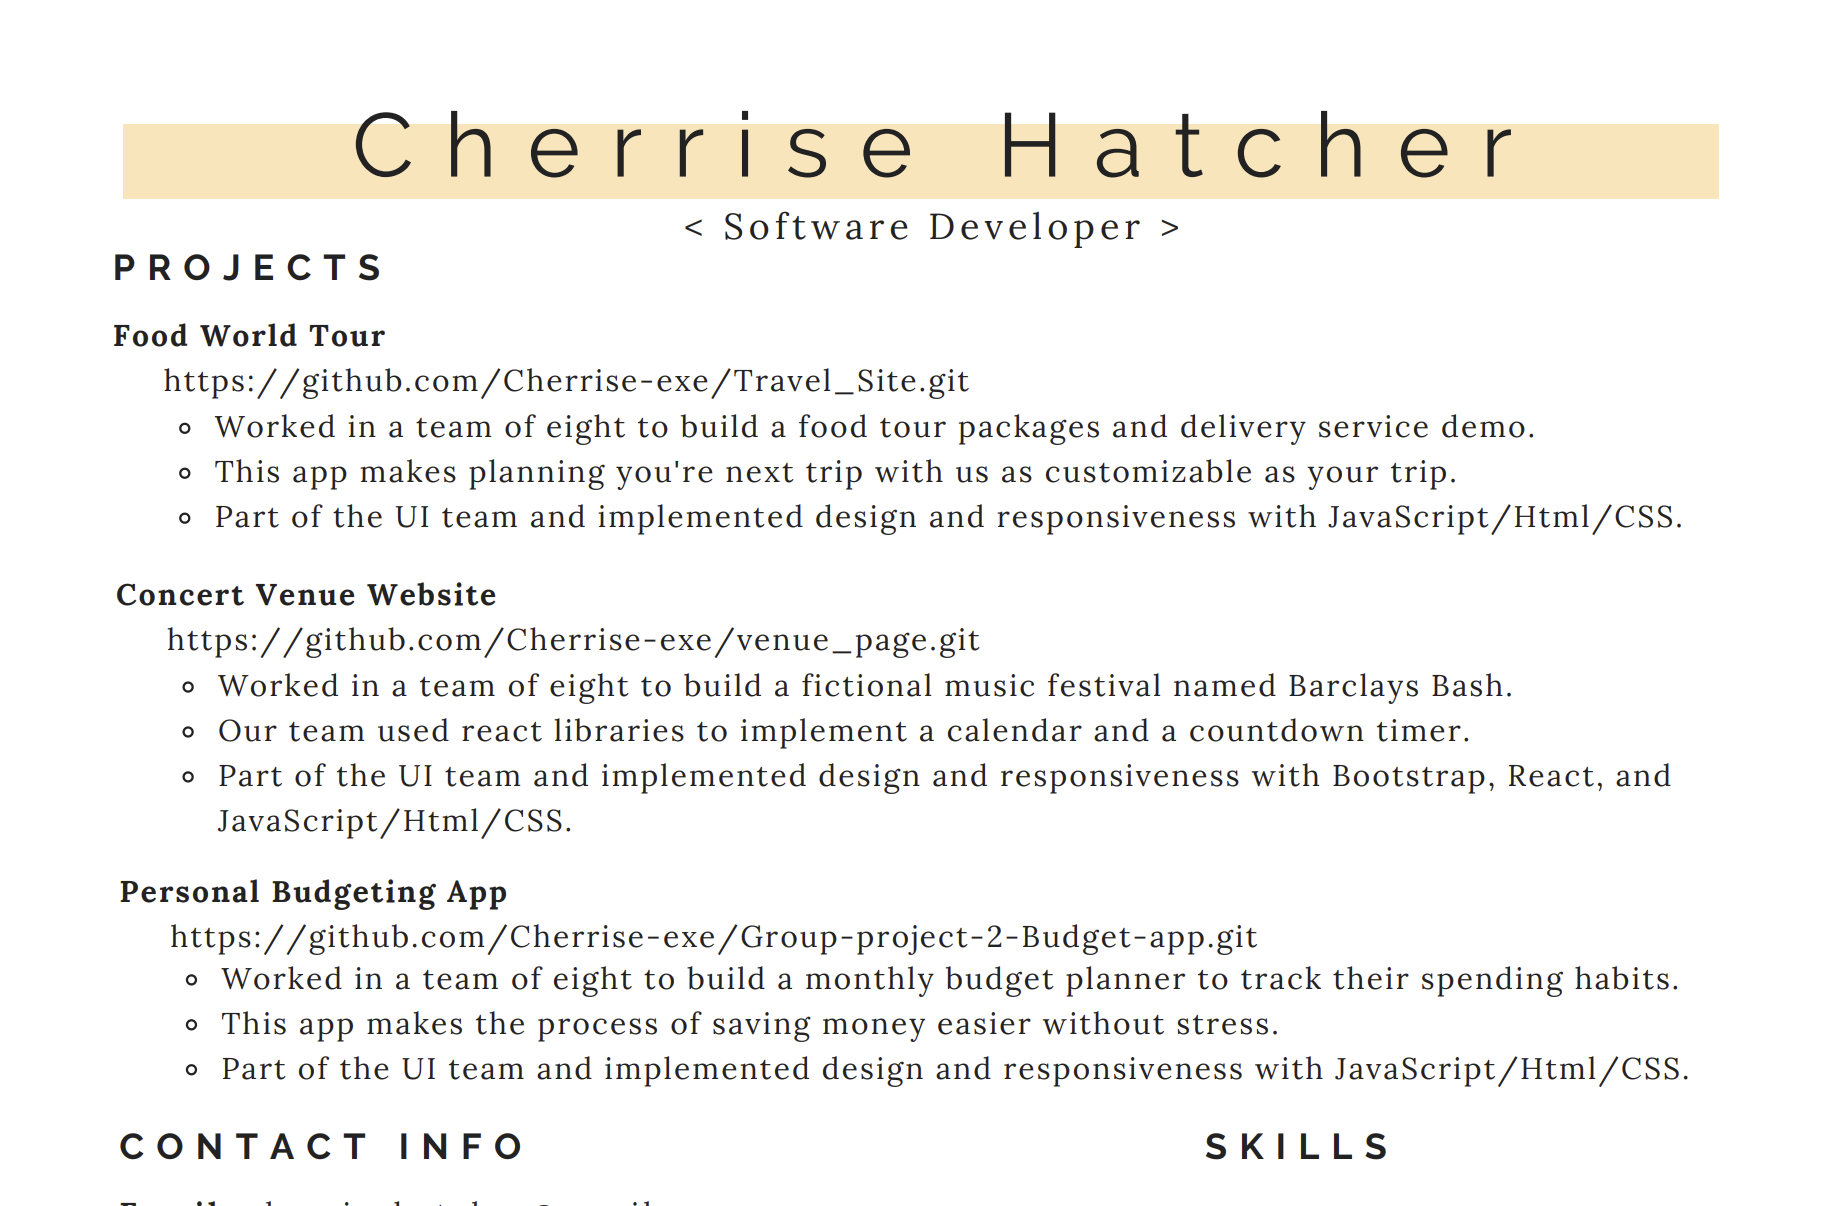 Cherrise Hatcher
< Software Developer >
PROJECTS
Food World Tour
https://github.com/Cherrise-exe/Travel_Site.git
Worked in a team of eight to build a food tour packages and delivery service demo.
This app makes planning you're next trip with us as customizable as your trip.
Part of the UI team and implemented design and responsiveness with JavaScript/Html/CSS.
Concert Venue Website
https://github.com/Cherrise-exe/venue_page.git
Worked in a team of eight to build a fictional music festival named Barclays Bash.
Our team used react libraries to implement a calendar and a countdown timer.
Part of the UI team and implemented design and responsiveness with Bootstrap, React, and
JavaScript/Html/CSS.
Personal Budgeting App
https://github.com/Cherrise-exe/Group-project-2-Budget-app.git
Worked in a team of eight to build a monthly budget planner to track their spending habits.
This app makes the process of saving money easier without stress.
Part of the UI team and implemented design and responsiveness with JavaScript/Html/CSS.
CONTACT INFO
SKILLS